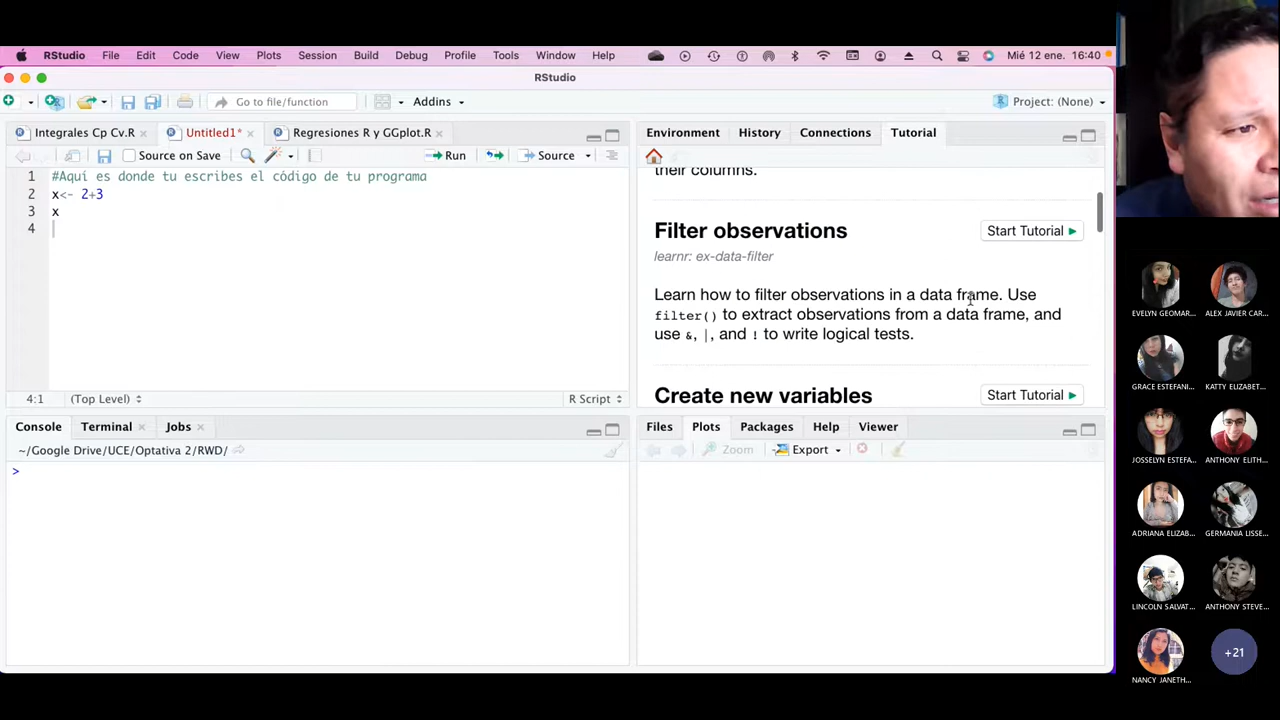 RStudio File Edit Code View Plots Session Build Debug Profile Tools Window Help Mié 12 ene. 16:40
RStudio
Go to file/function Addins Project: (None)
Integrales Cp Cv.R Untitled1* Regresiones R y GGplot.R
Source on Save Run Source
1 #Aquí es donde tu escribes el código de tu programa
2 x<- 2+3
3 x
4
4:1 (Top Level) R Script
Console Terminal Jobs
~/Google Drive/UCE/Optativa 2/RWD/
>
Environment History Connections Tutorial
their columns.
Filter observations Start Tutorial
learnr: ex-data-filter
Learn how to filter observations in a data frame. Use
filter() to extract observations from a data frame, and
use &, |, and ! to write logical tests.
Create new variables Start Tutorial
Files Plots Packages Help Viewer
Zoom Export
EVELYN GEOMAR... ALEX JAVIER CAR...
GRACE ESTEFANI... KATTY ELIZABET...
JOSSELYN ESTEFA... ANTHONY ELITH...
ADRIANA ELIZAB... GERMANIA LISSE...
LINCOLN SALVAT... ANTHONY STEVE...
NANCY JANETH... +21